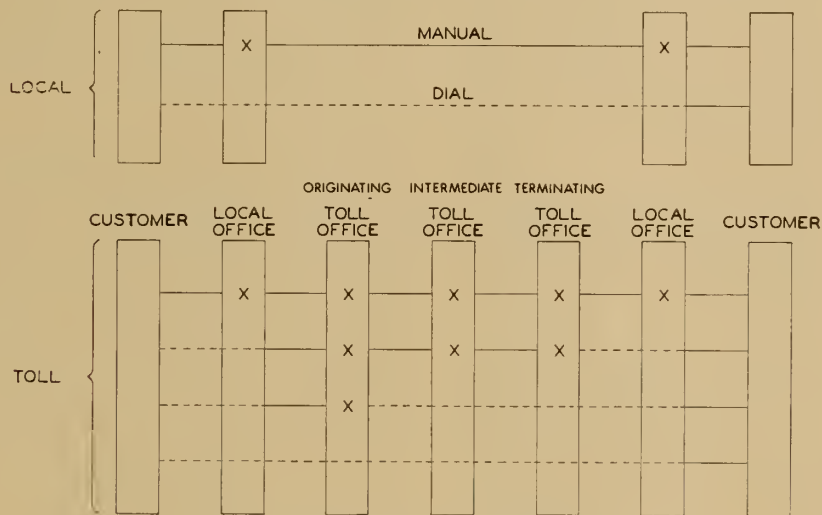 MANUAL
X X
LOCAL
DIAL
ORIGINATING INTERMEDIATE TERMINATING
CUSTOMER LOCAL OFFICE TOLL OFFICE TOLL OFFICE TOLL OFFICE LOCAL OFFICE CUSTOMER
X X X X X
X X X
TOLL
X